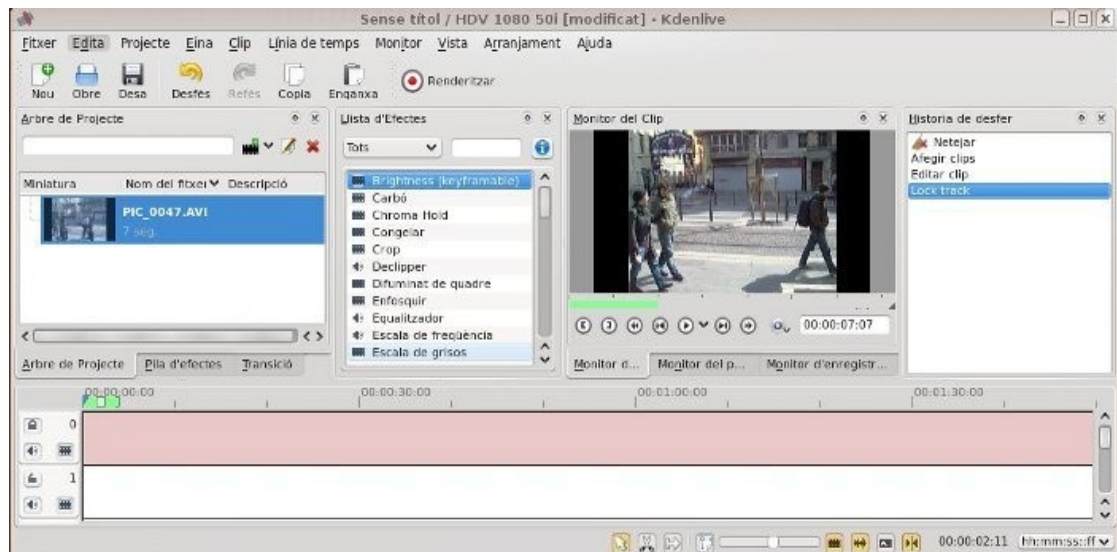 Sense títol / HDV 1080 50i [modificat] - Kdenlive
Fitxer Edita Projecte Eina Clip Línia de temps Monitor Vista Arranjament Ajuda
Nou Obre Desa Desfés Refés Copia Enganxa Renderitzar
Arbre de Projecte
Miniatura Nom del fitxer Descripció
PIC_0047.AVI
7 seg.
Arbre de Projecte Pila d'efectes Transició
Llista d'Efectes
Tots
Brightness (keyframable)
Carbó
Chroma Hold
Congelar
Crop
Declipper
Difuminat de quadre
Enfosquir
Equalitzador
Escala de freqüència
Escala de grisos
Monitor del Clip
00:00:07:07
Monitor d... Monitor del p... Monitor d'enregistr...
Historia de desfer
Netejar
Afegir clips
Editar clip
Lock track
00:00:00:00 00:00:30:00 00:01:00:00 00:01:30:00
0
1
00:00:02:11 hh:mm:ss::ff